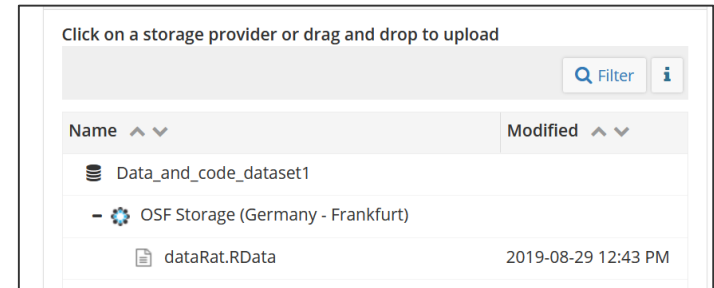 Click on a storage provider or drag and drop to upload
Filter i
Name Modified
Data_and_code_dataset1
OSF Storage (Germany - Frankfurt)
dataRat.RData 2019-08-29 12:43 PM